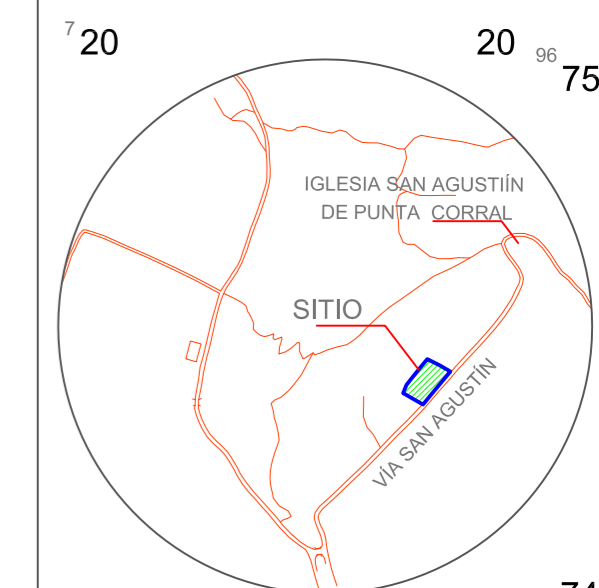 7 20
20
96 75
IGLESIA SAN AGUSTIÍN
DE PUNTA CORRAL
SITIO
VÍA SAN AGUSTÍN